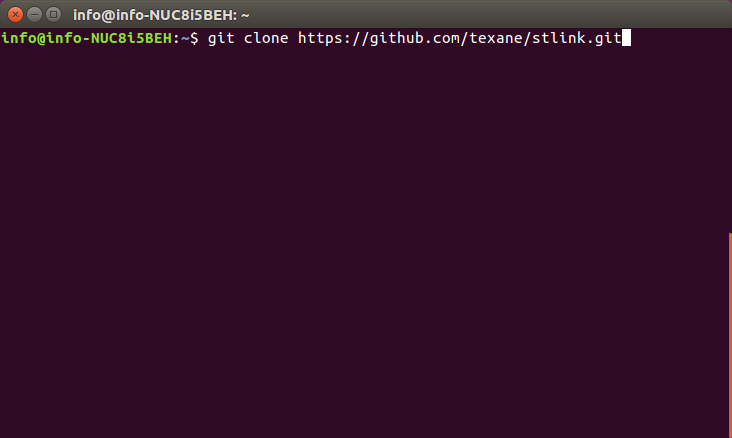 info@info-NUC8i5BEH: ~
info@info-NUC8i5BEH:~$ git clone https://github.com/texane/stlink.git